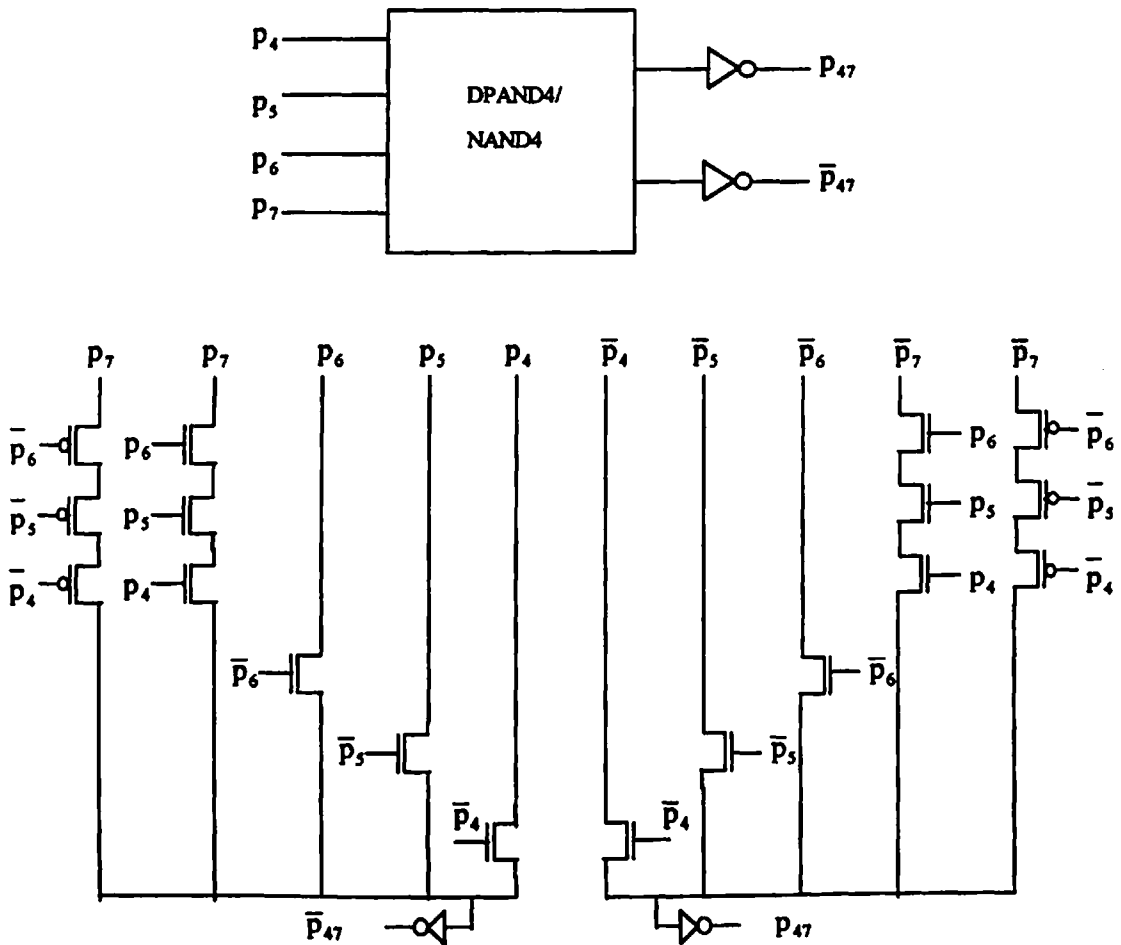 p₄
p₅
p₆
p₇
DPAND4/
NAND4
p₄₇
p̅₄₇
p₇ p₇ p₆ p₅ p₄ p̅₄ p̅₅ p̅₆ p̅₇ p̅₇
p̅₆ p₆ p₆ p̅₆
p̅₅ p₅ p₅ p̅₅
p̅₄ p₄ p₄ p̅₄
p̅₆ p̅₆
p̅₅ p̅₅
p̅₄ p̅₄
p̅₄₇ p₄₇